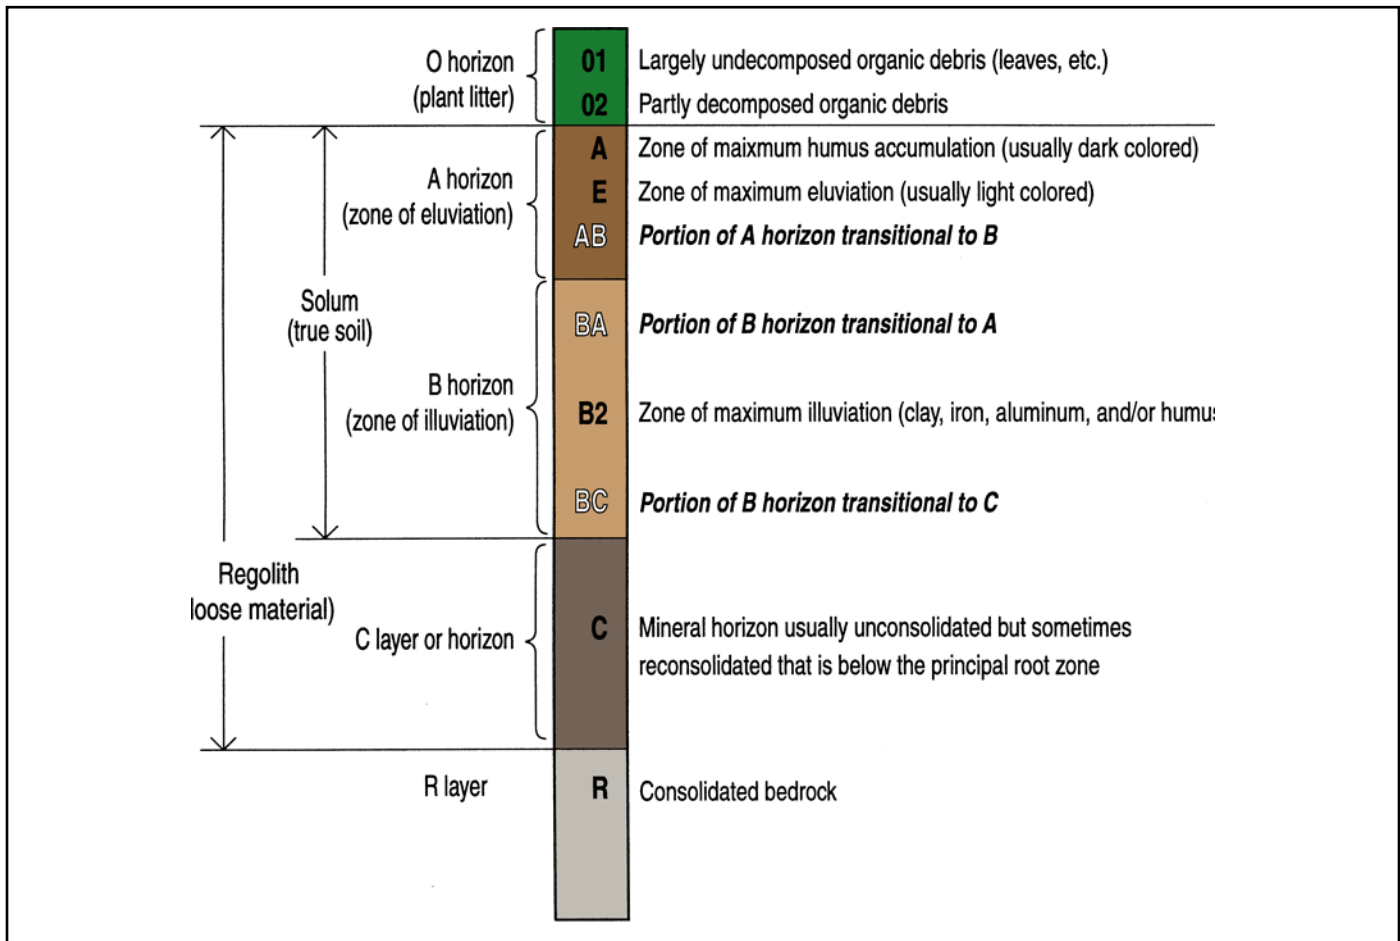 O horizon
(plant litter)
01 Largely undecomposed organic debris (leaves, etc.)
02 Partly decomposed organic debris
A Zone of maixmum humus accumulation (usually dark colored)
A horizon
(zone of eluviation)
E Zone of maximum eluviation (usually light colored)
AB Portion of A horizon transitional to B
Solum
(true soil)
BA Portion of B horizon transitional to A
B horizon
(zone of illuviation)
B2 Zone of maximum illuviation (clay, iron, aluminum, and/or humus
BC Portion of B horizon transitional to C
Regolith
loose material)
C layer or horizon
C Mineral horizon usually unconsolidated but sometimes
reconsolidated that is below the principal root zone
R layer
R Consolidated bedrock